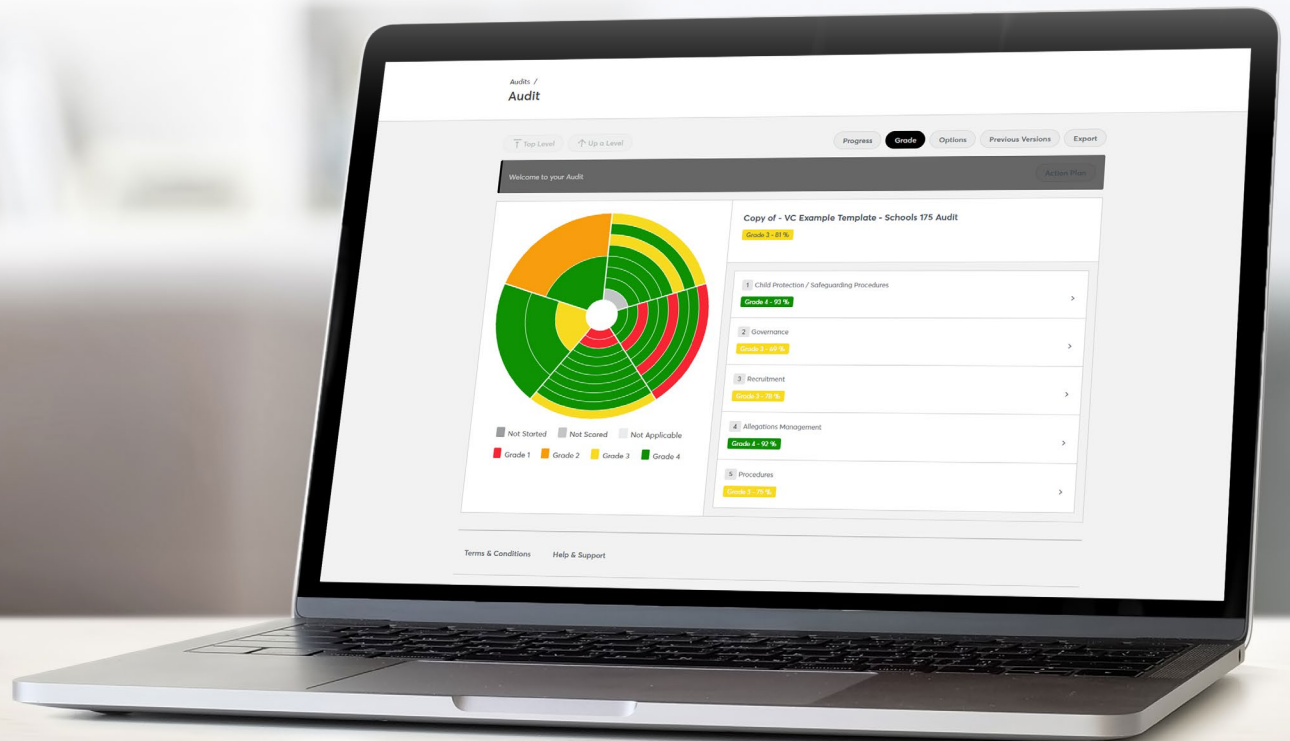 Audits /
Audit
Top Level
Up a Level
Progress
Grade
Options
Previous Versions
Export
Welcome to your Audit
Action Plan
Copy of - VC Example Template - Schools 175 Audit
Grade 3 - 81 %
1 Child Protection / Safeguarding Procedures
Grade 4 - 93 %
2 Governance
Grade 3 - 69 %
3 Recruitment
Grade 3 - 78 %
4 Allegations Management
Grade 4 - 92 %
5 Procedures
Grade 3 - 75 %
Not Started
Not Scored
Not Applicable
Grade 1
Grade 2
Grade 3
Grade 4
Terms & Conditions
Help & Support